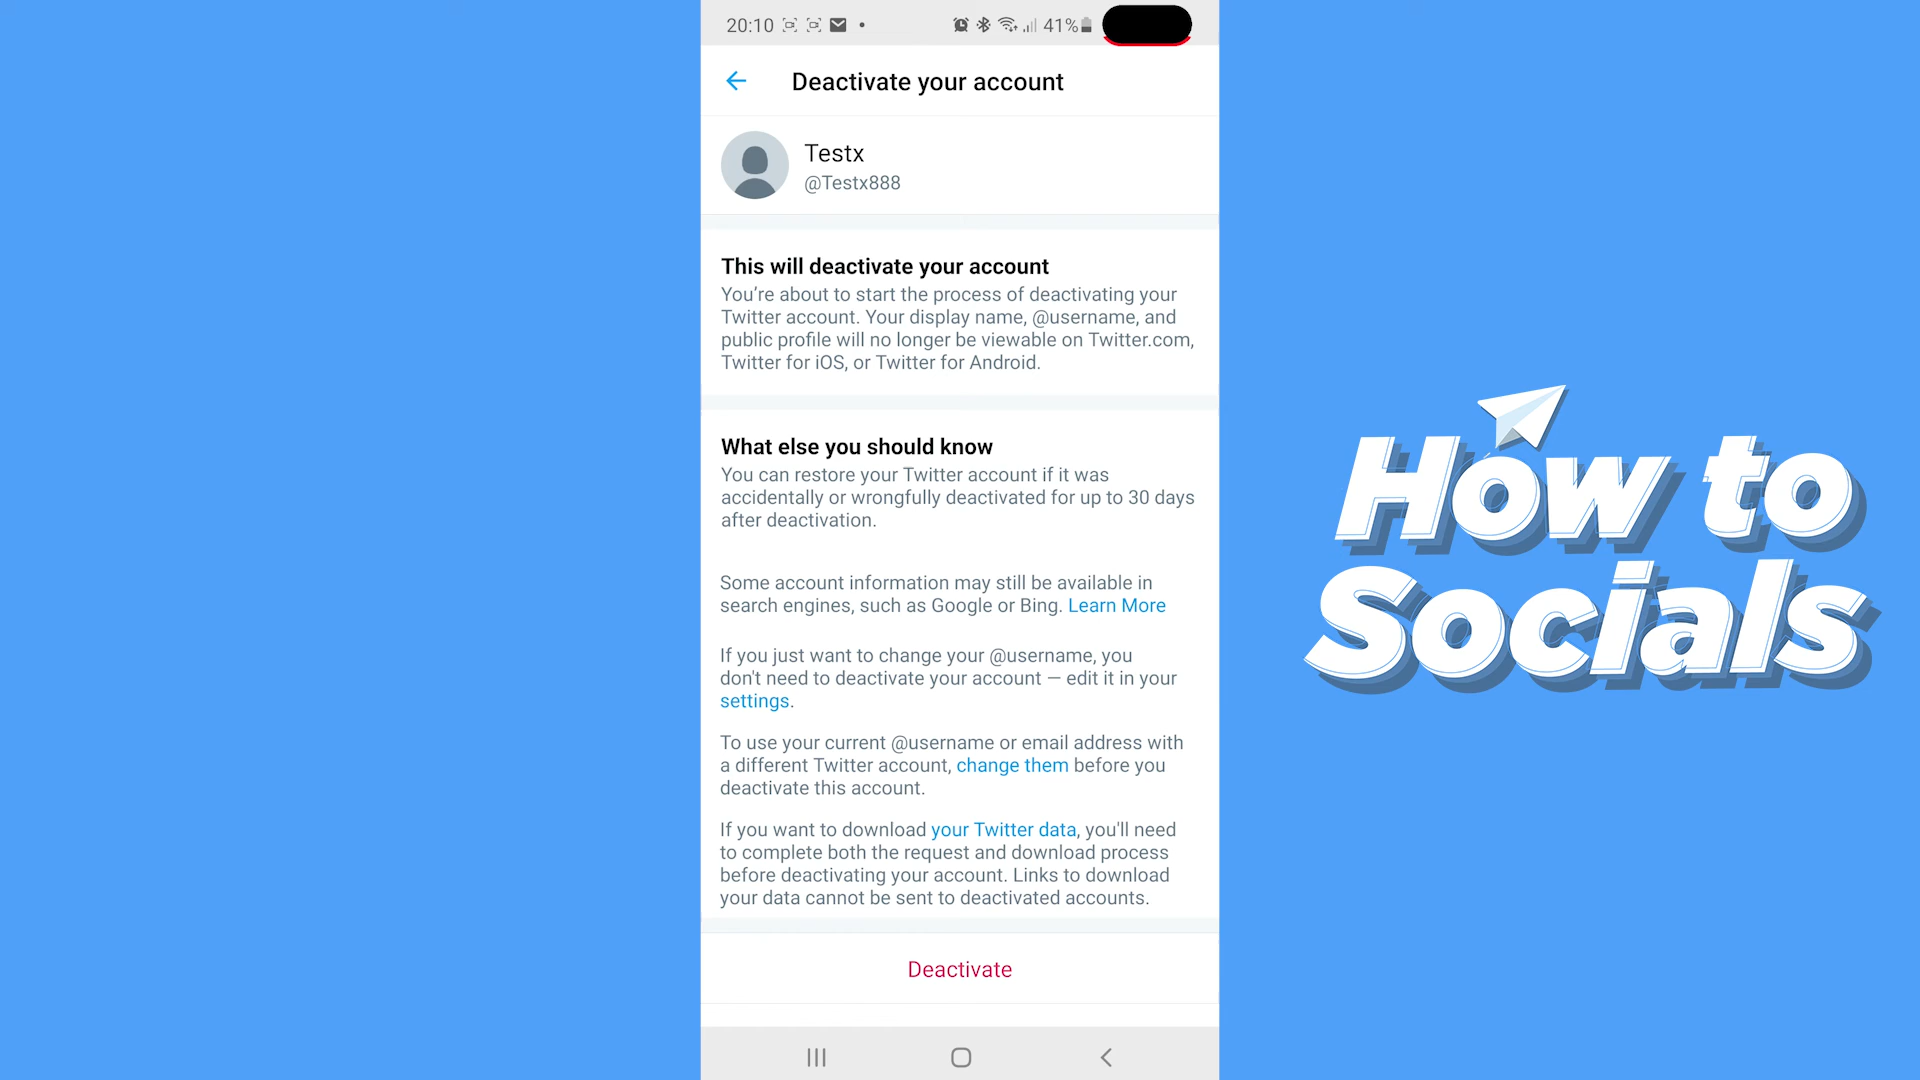 20:10
41%
Deactivate your account
Testx
@Testx888
This will deactivate your account
You're about to start the process of deactivating your
Twitter account. Your display name, @username, and
public profile will no longer be viewable on Twitter.com,
Twitter for iOS, or Twitter for Android.
What else you should know
You can restore your Twitter account if it was
accidentally or wrongfully deactivated for up to 30 days
after deactivation.
Some account information may still be available in
search engines, such as Google or Bing. Learn More
If you just want to change your @username, you
don't need to deactivate your account — edit it in your
settings.
To use your current @username or email address with
a different Twitter account, change them before you
deactivate this account.
If you want to download your Twitter data, you'll need
to complete both the request and download process
before deactivating your account. Links to download
your data cannot be sent to deactivated accounts.
Deactivate
How to
Socials